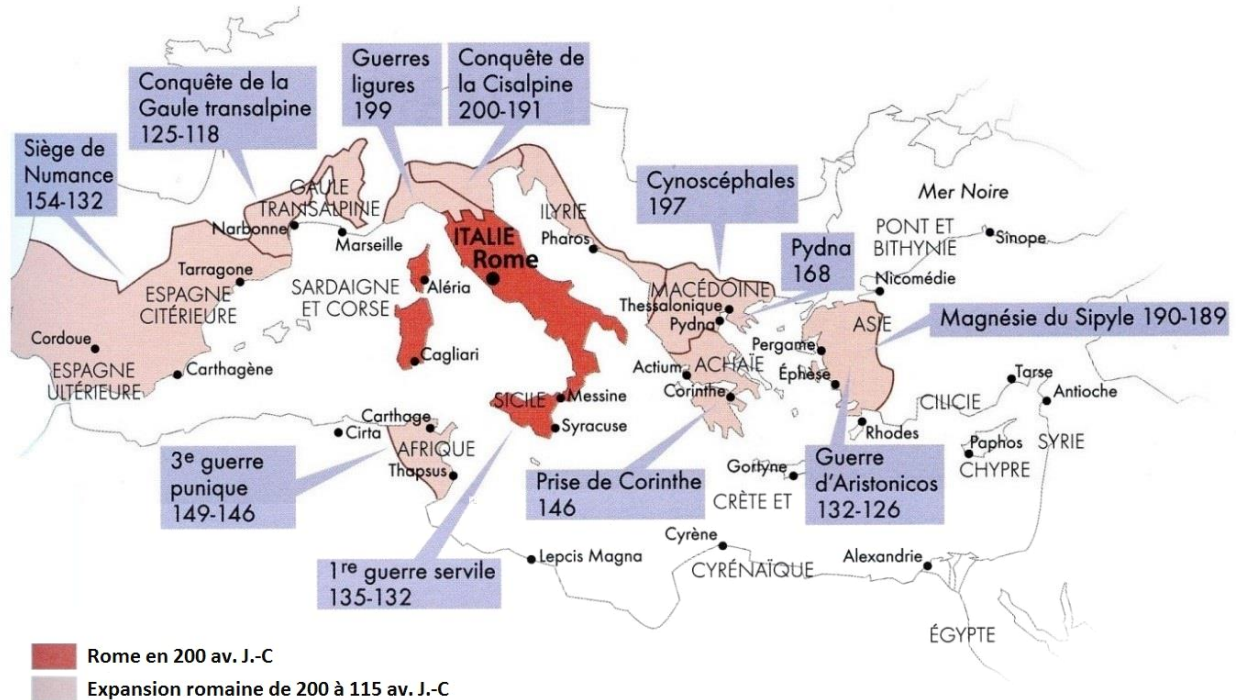 Guerres
ligures
199
Conquête de
la Cisalpine
200-191
Conquête de la
Gaule transalpine
125-118
Siège de
Numance
154-132
Cynoscéphales
197
Pydna
168
Magnésie du Sipyle 190-189
Mer Noire
PONT ET
BITHYNIE
Sinope
Nicomédie
GAULE
TRANSALPINE
Narbonne
Marseille
ITALIE
Rome
ILYRIE
Pharos
Tarragone
ESPAGNE
CITÉRIEURE
SARDAIGNE
ET CORSE
Aléria
MACÉDOINE
Thessalonique
Pydna
ASIE
Pergame
Cordoue
ESPAGNE
ULTÉRIEURE
Carthagène
Cagliari
Actium
ACHAÏE
Éphèse
Corinthe
Tarse
Antioche
CILICIE
SICILE
Messine
Syracuse
Carthage
Cirta
AFRIQUE
Thapsus
Rhodes
Paphos
CHYPRE
SYRIE
3e guerre
punique
149-146
Prise de Corinthe
146
Gortyne
CRÈTE ET
Guerre
d'Aristonicos
132-126
1re guerre servile
135-132
Lepcis Magna
Cyrène
CYRÉNAÏQUE
Alexandrie
ÉGYPTE
Rome en 200 av. J.-C
Expansion romaine de 200 à 115 av. J.-C